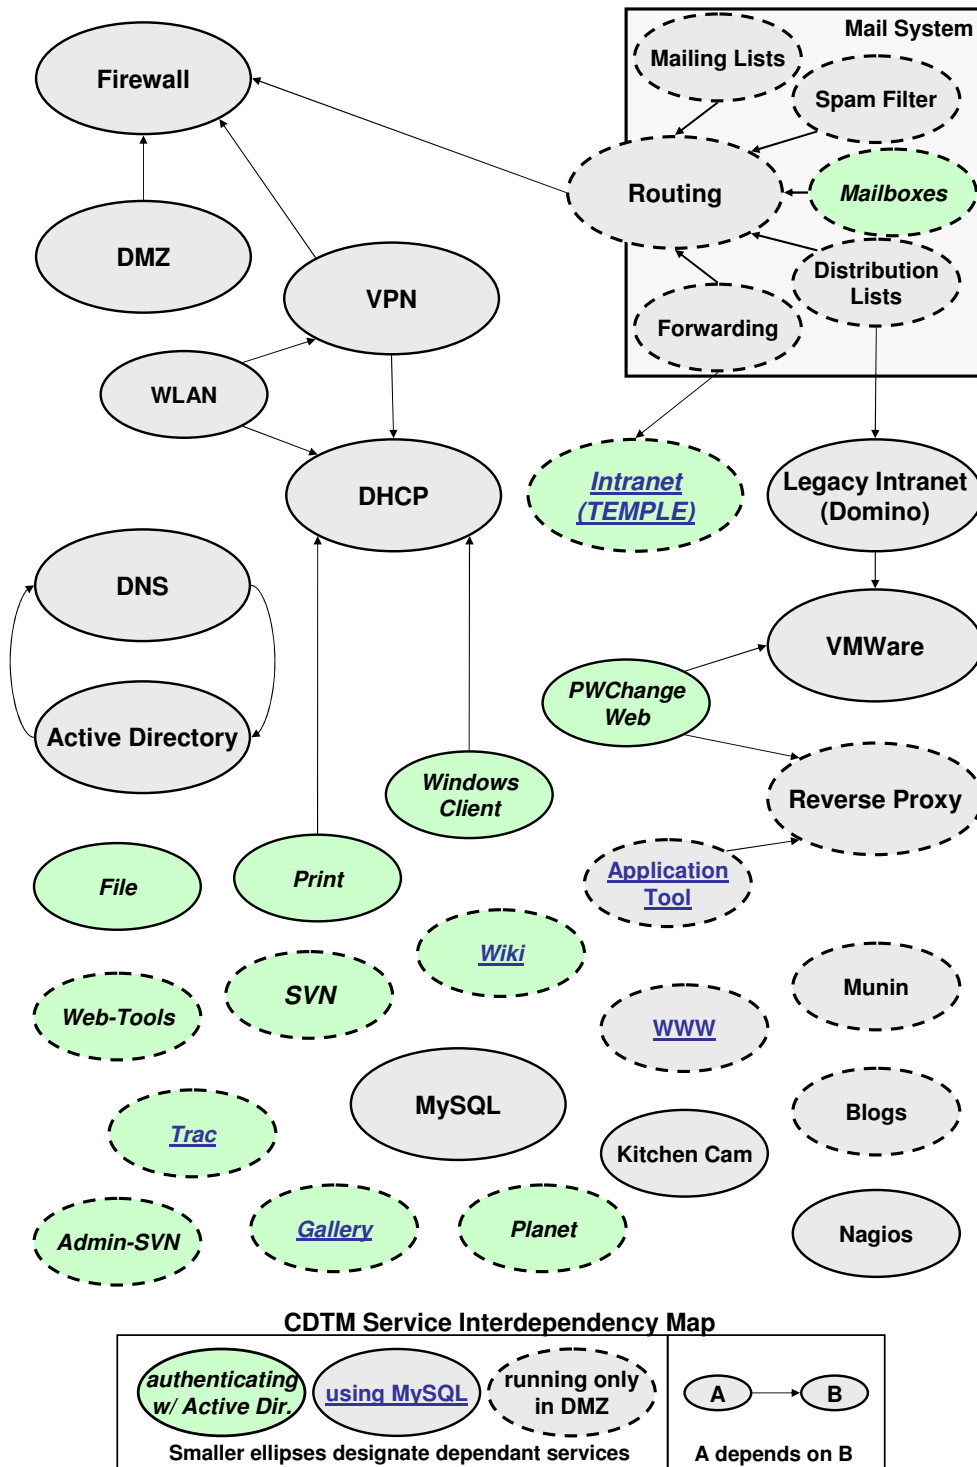 Mail System
Mailing Lists
Firewall
Spam Filter
Routing
Mailboxes
DMZ
Distribution
Lists
VPN
Forwarding
WLAN
DHCP
Intranet
(TEMPLE)
Legacy Intranet
(Domino)
DNS
VMWare
PWChange
Web
Active Directory
Windows
Client
Reverse Proxy
File
Print
Application
Tool
Wiki
SVN
Munin
Web-Tools
WWW
MySQL
Blogs
Trac
Kitchen Cam
Admin-SVN
Gallery
Planet
Nagios
CDTM Service Interdependency Map
authenticating
w/ Active Dir.
using MySQL
running only
in DMZ
A
B
Smaller ellipses designate dependant services
A depends on B